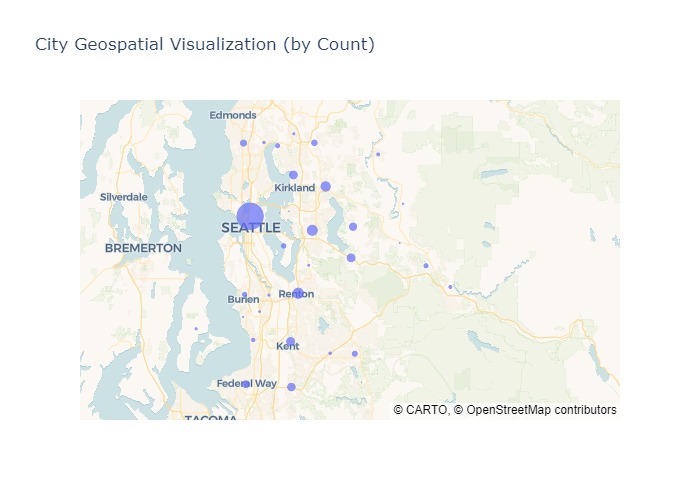 City Geospatial Visualization (by Count)
Edmonds
Kirkland
Silverdale
SEATTLE
BREMERTON
Burien
Renton
Kent
Federal Way
TACOMA
© CARTO, © OpenStreetMap contributors